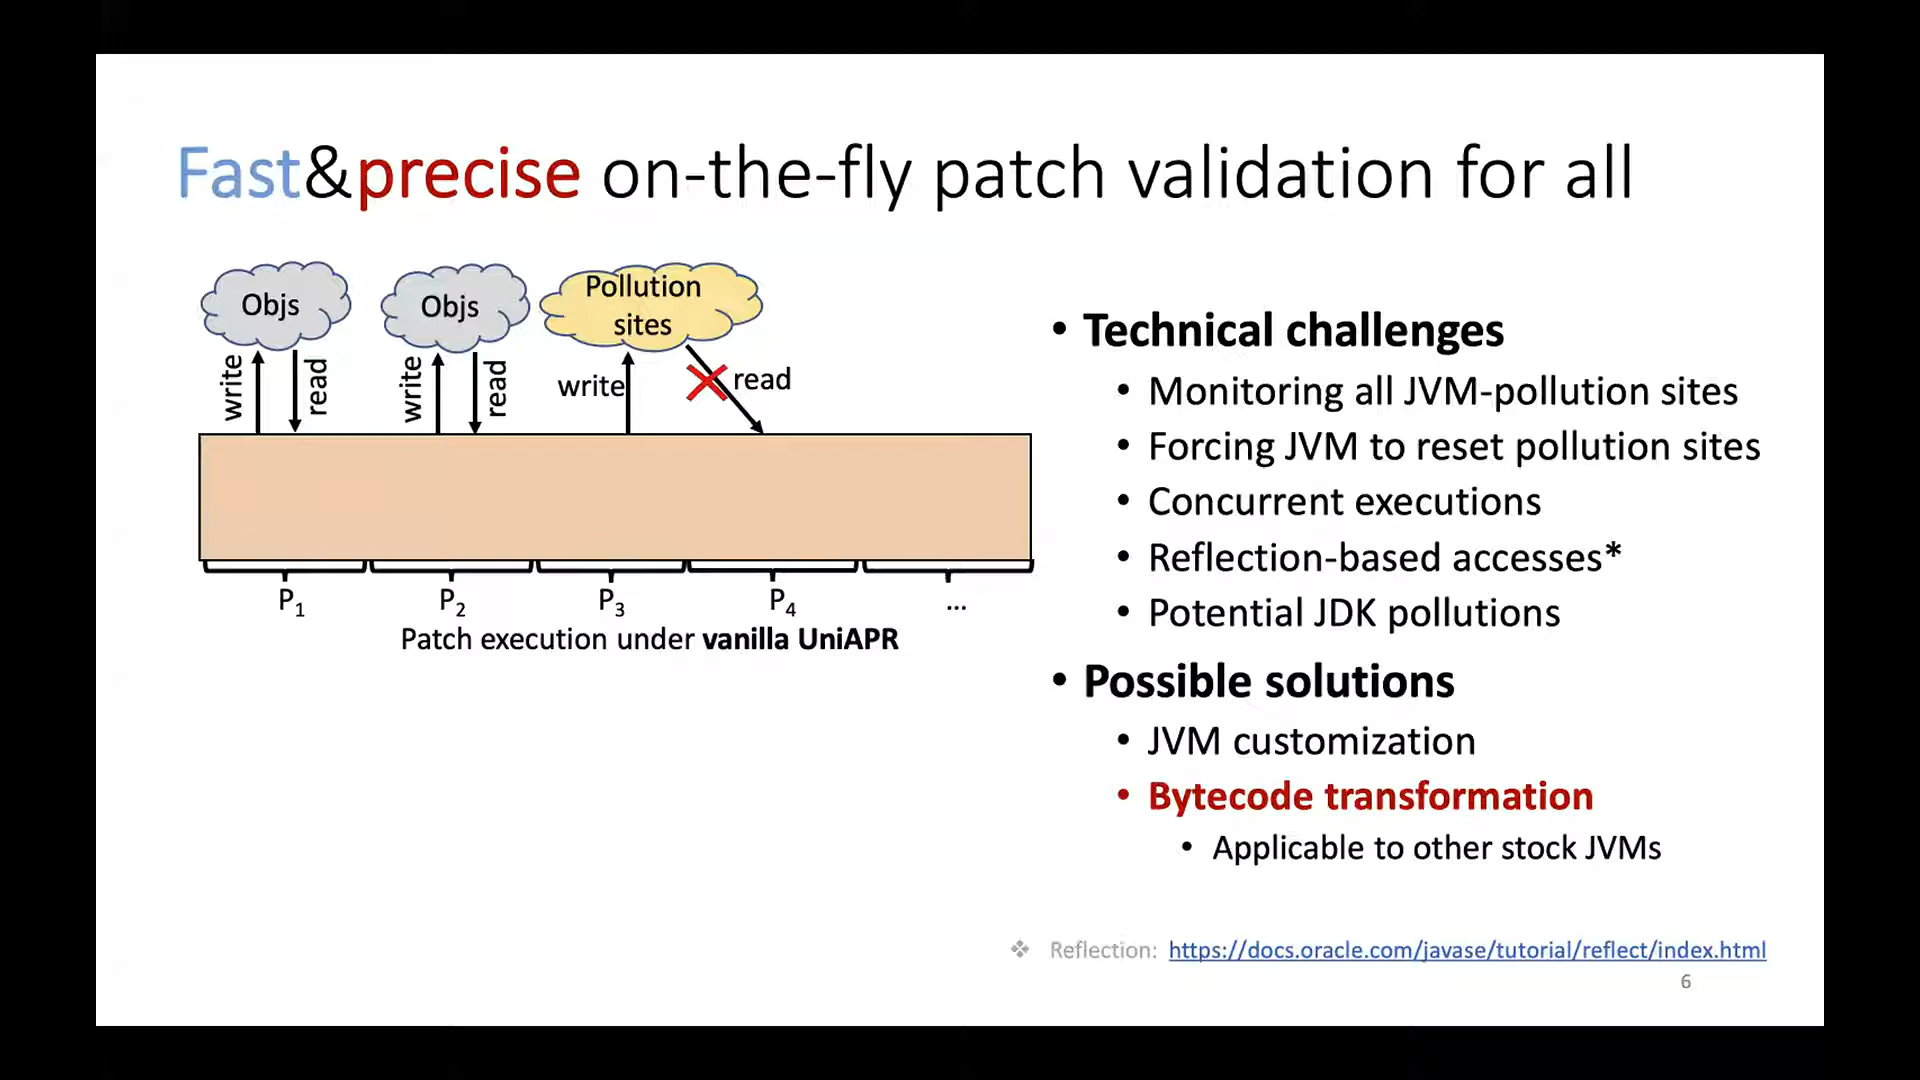 Fast&precise on-the-fly patch validation for all
Objs
Objs
Pollution
sites
write
read
write
read
write
read
P1
P2
P3
P4
...
Patch execution under vanilla UniAPR
• Technical challenges
• Monitoring all JVM-pollution sites
• Forcing JVM to reset pollution sites
• Concurrent executions
• Reflection-based accesses*
• Potential JDK pollutions
• Possible solutions
• JVM customization
• Bytecode transformation
• Applicable to other stock JVMs
❖ Reflection: https://docs.oracle.com/javase/tutorial/reflect/index.html
6